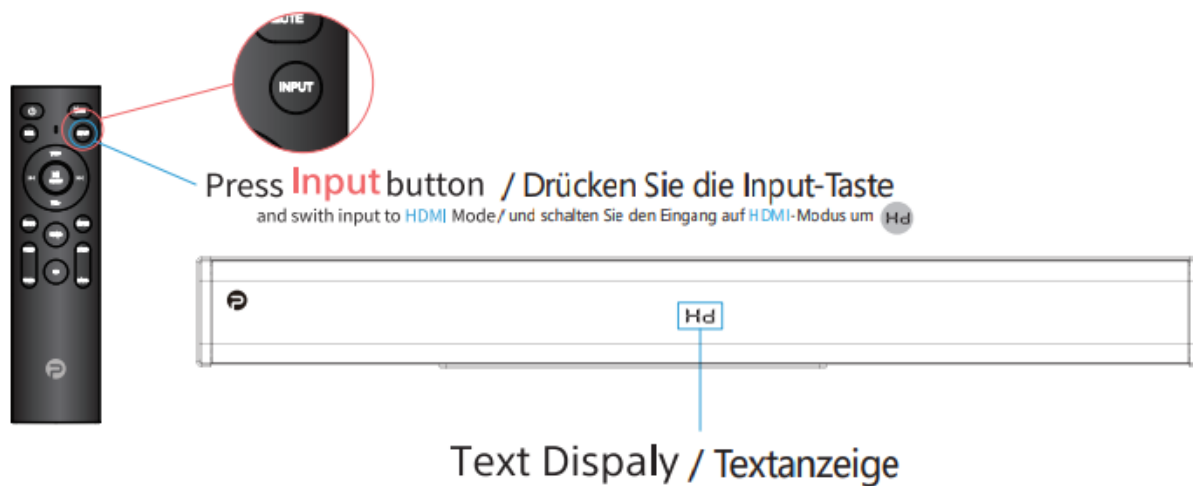 MUTE
INPUT
Press Input button / Drücken Sie die Input-Taste
and swith input to HDMI Mode/ und schalten Sie den Eingang auf HDMI-Modus um Hd
Hd
Text Dispaly / Textanzeige